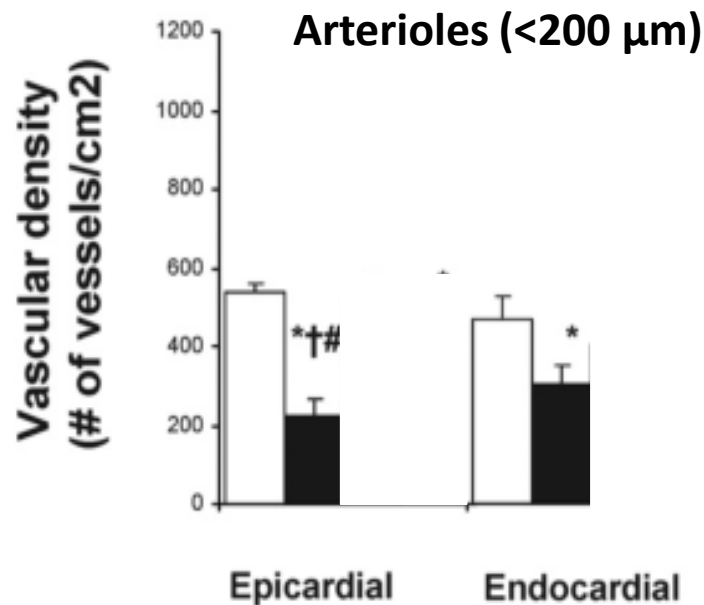 Arterioles (<200 µm)
Vascular density
(# of vessels/cm2)
1200
1000
800
600
400
200
0
*†#
*
*
Epicardial
Endocardial